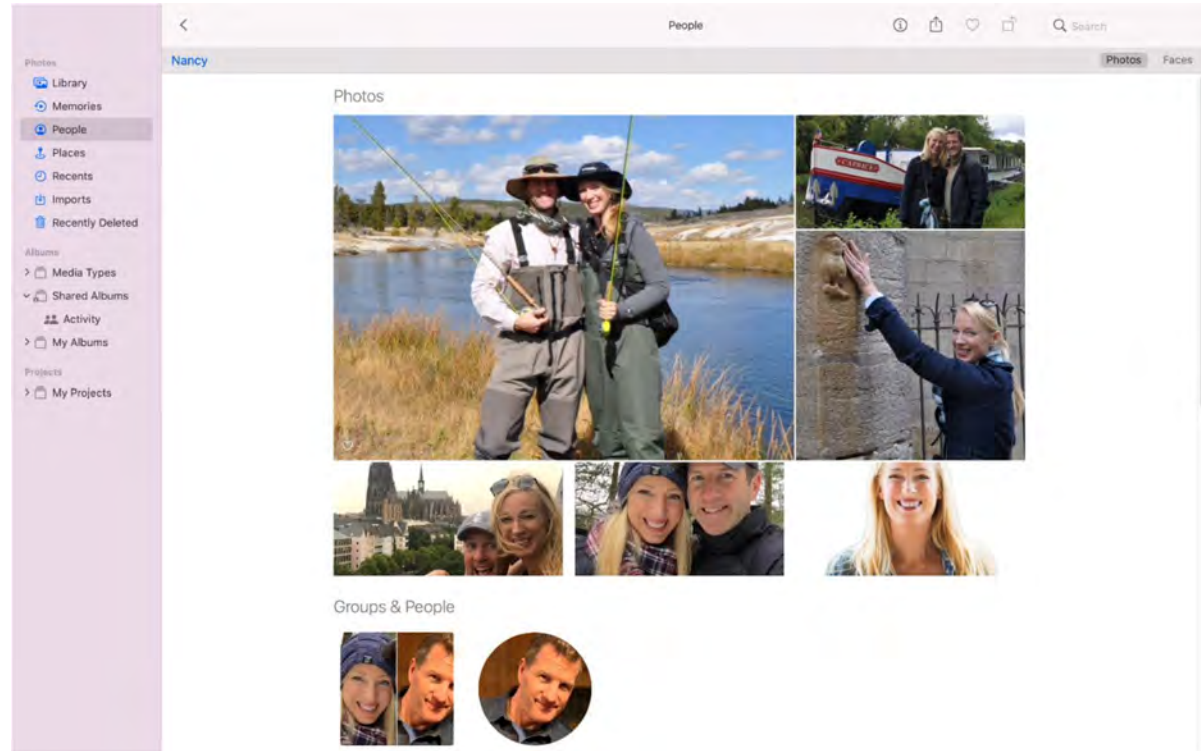 People
Search
Nancy
Photos
Faces
Photos
Library
Memories
People
Places
Recents
Imports
Recently Deleted
Albums
Media Types
Shared Albums
Activity
My Albums
Projects
My Projects
Photos
Groups & People